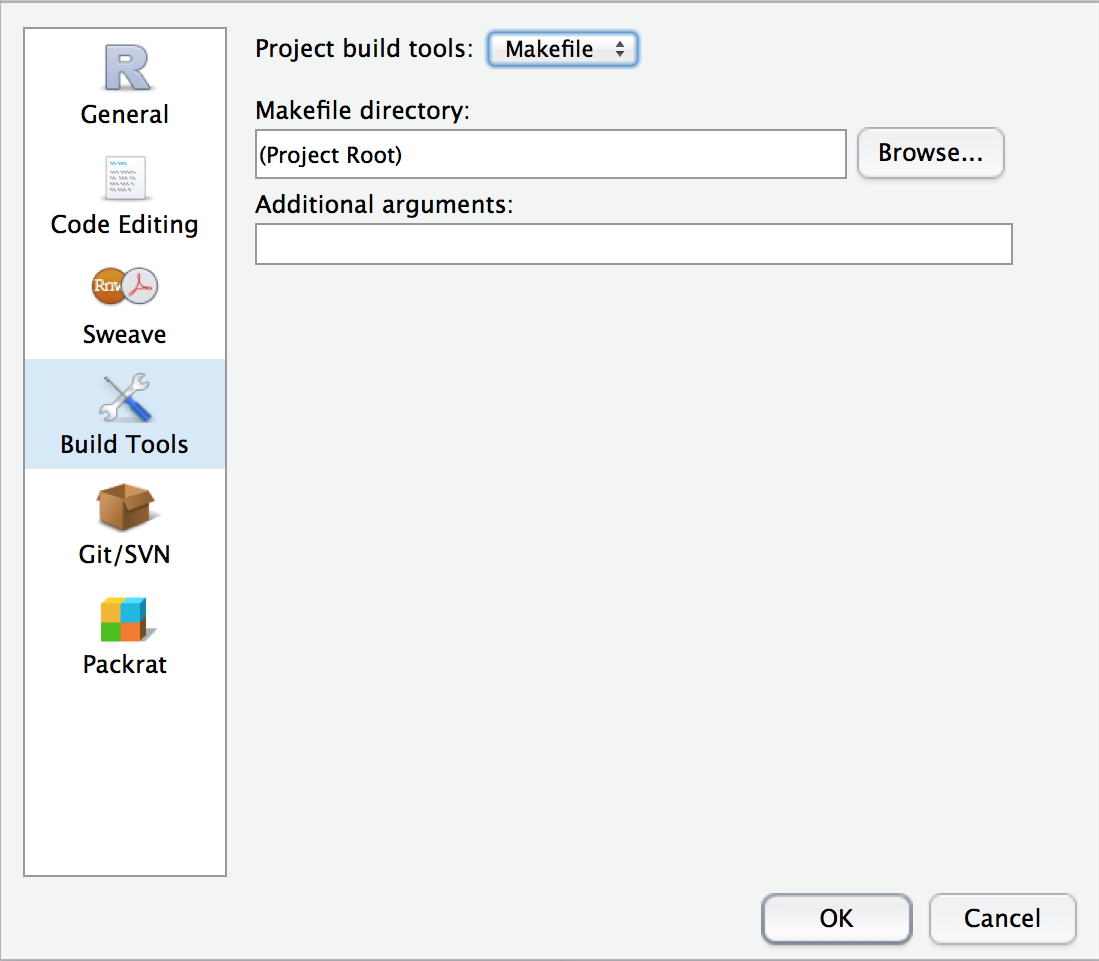 R
General
Code Editing
Rnw
Sweave
Build Tools
Git/SVN
Packrat
Project build tools: Makefile
Makefile directory:
(Project Root) Browse...
Additional arguments:
OK Cancel